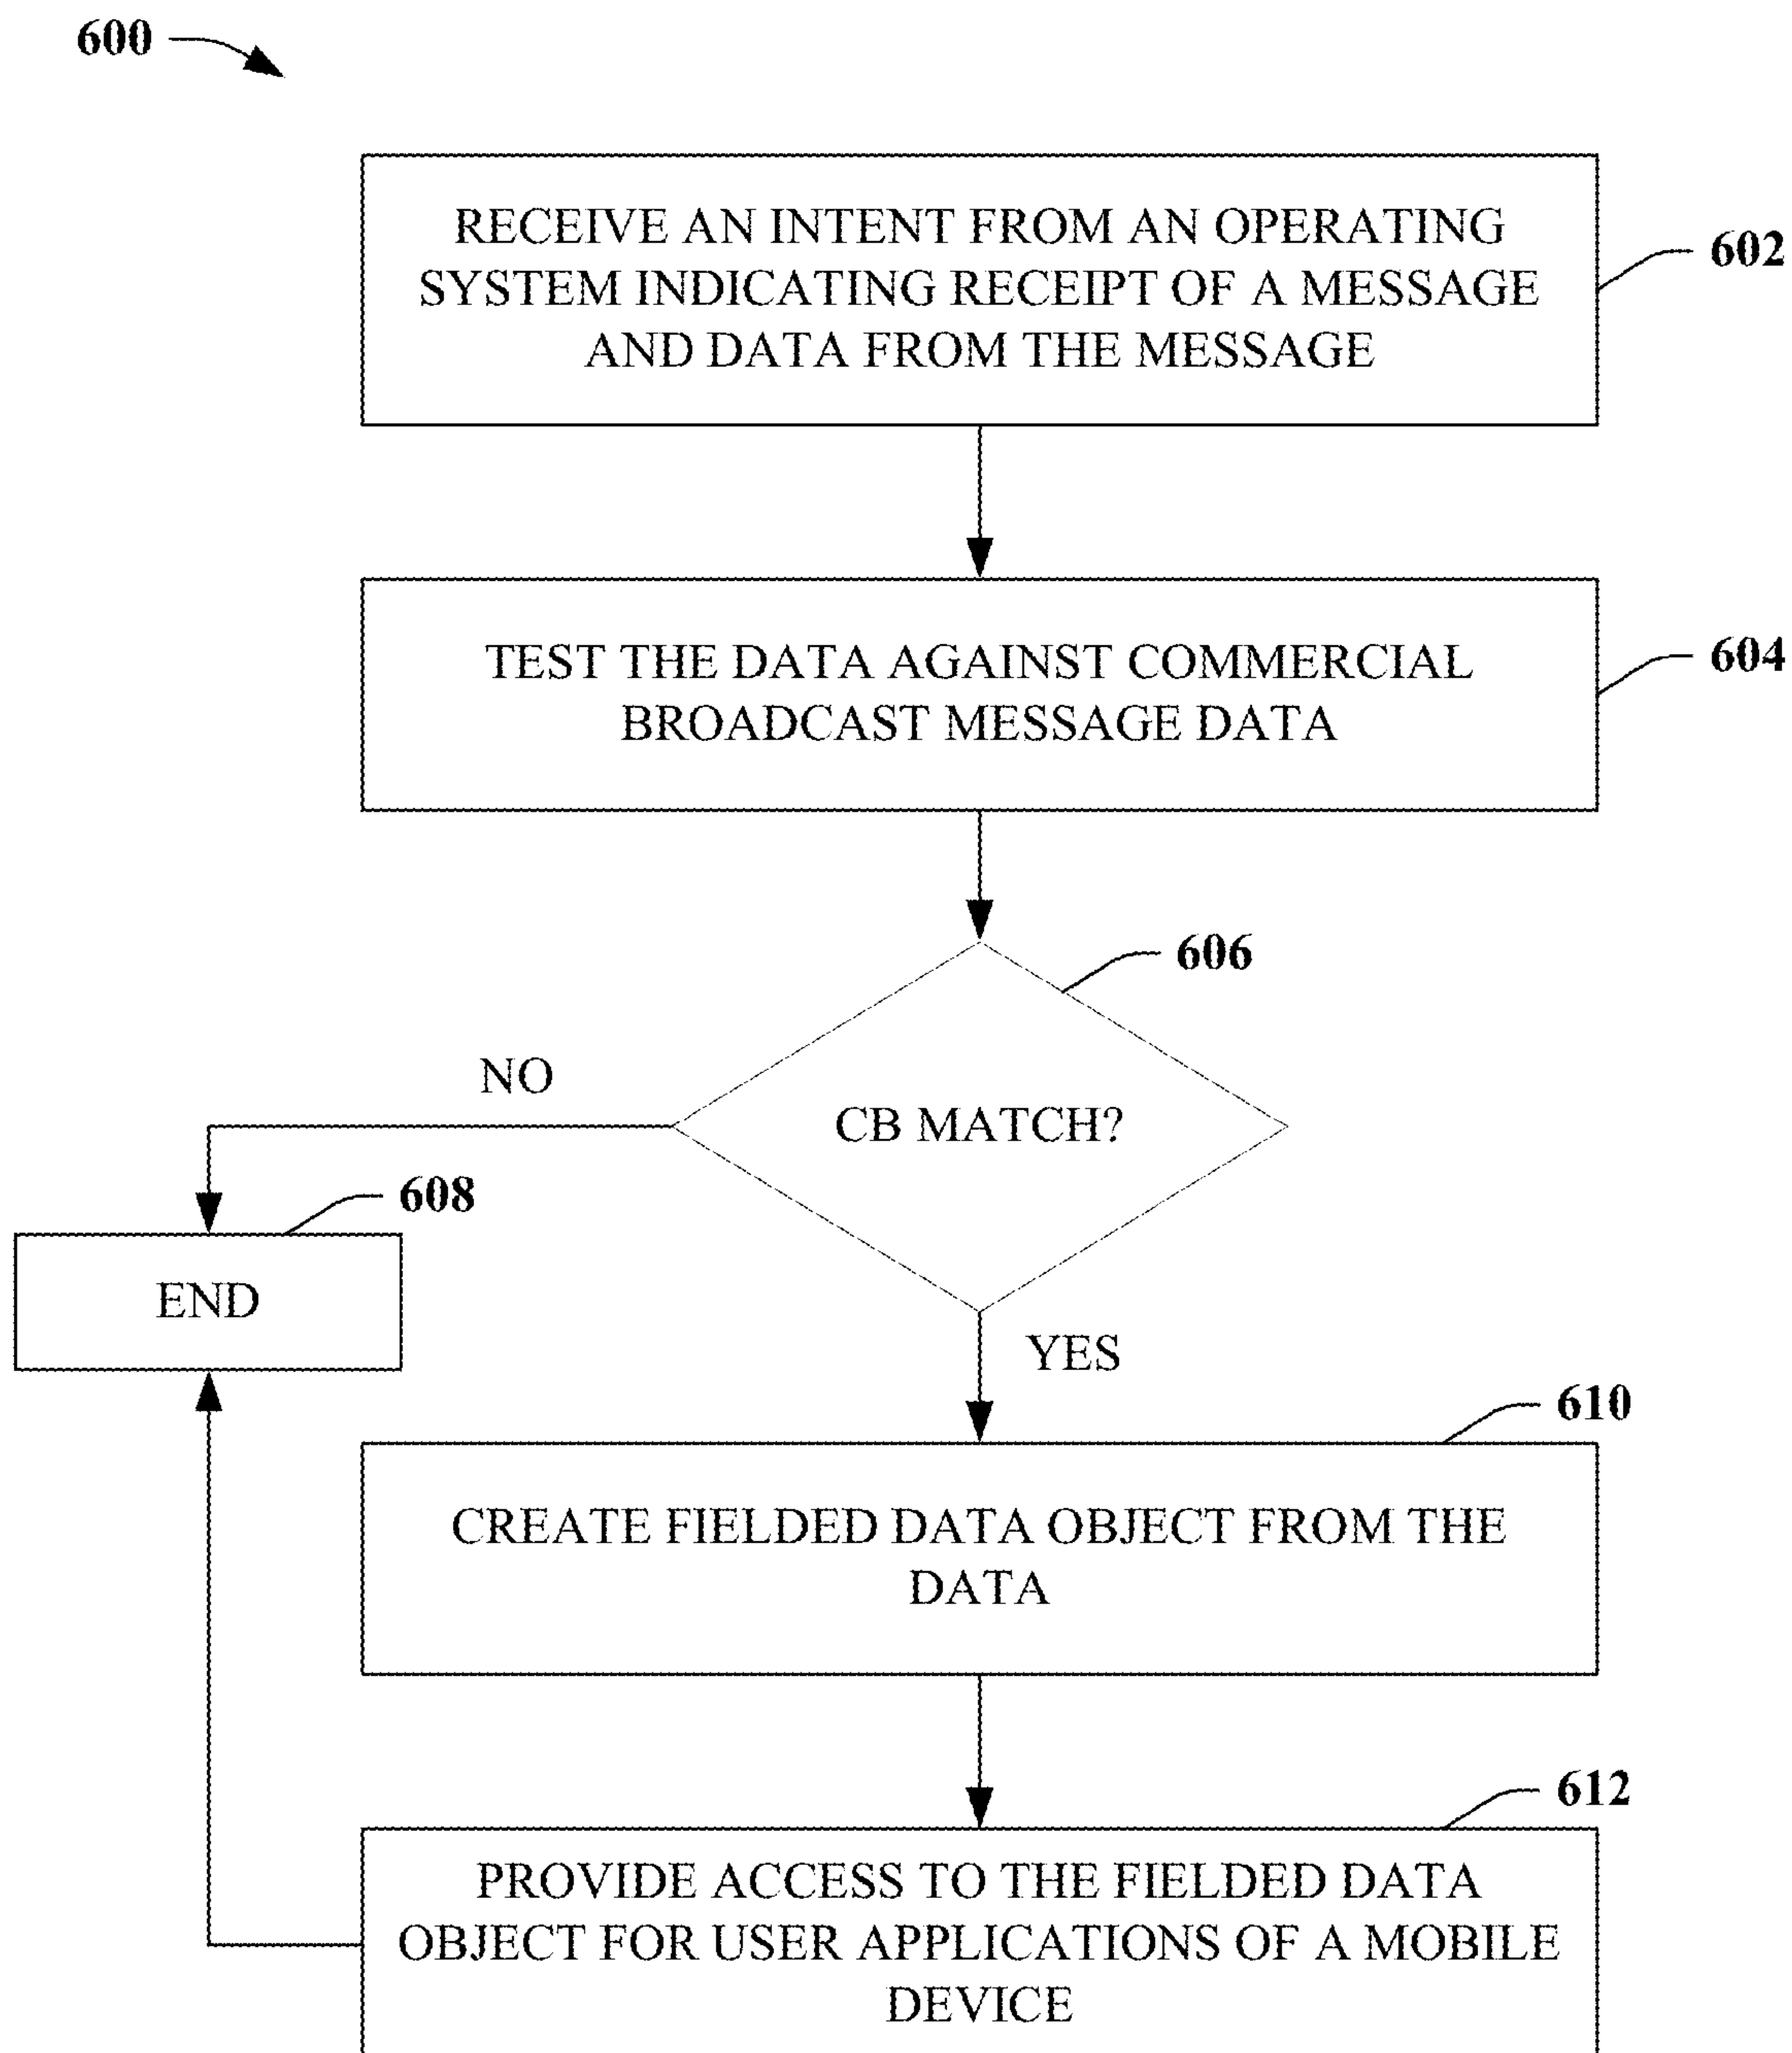 600
RECEIVE AN INTENT FROM AN OPERATING
SYSTEM INDICATING RECEIPT OF A MESSAGE
AND DATA FROM THE MESSAGE
602
TEST THE DATA AGAINST COMMERCIAL
BROADCAST MESSAGE DATA
604
606
CB MATCH?
NO
608
END
YES
610
CREATE FIELDED DATA OBJECT FROM THE
DATA
612
PROVIDE ACCESS TO THE FIELDED DATA
OBJECT FOR USER APPLICATIONS OF A MOBILE
DEVICE